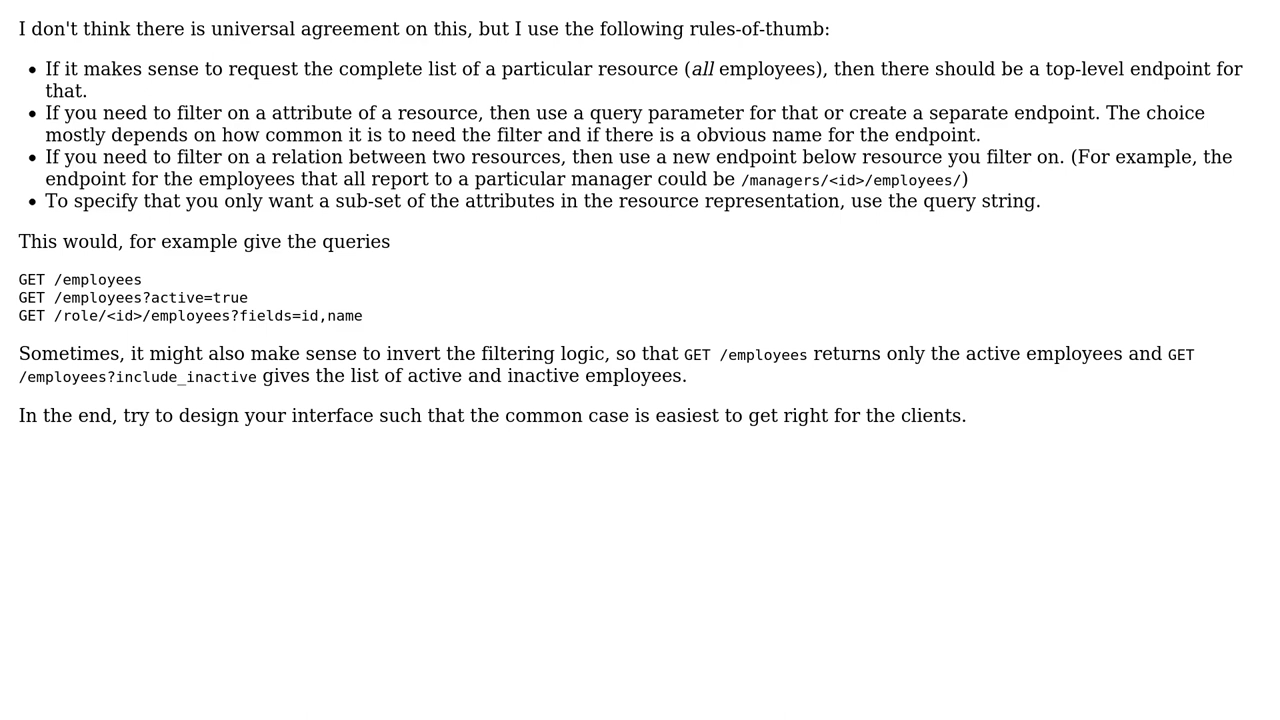 I don't think there is universal agreement on this, but I use the following rules-of-thumb:
• If it makes sense to request the complete list of a particular resource (all employees), then there should be a top-level endpoint for
that.
• If you need to filter on a attribute of a resource, then use a query parameter for that or create a separate endpoint. The choice
mostly depends on how common it is to need the filter and if there is a obvious name for the endpoint.
• If you need to filter on a relation between two resources, then use a new endpoint below resource you filter on. (For example, the
endpoint for the employees that all report to a particular manager could be /managers/<id>/employees/)
• To specify that you only want a sub-set of the attributes in the resource representation, use the query string.
This would, for example give the queries
GET /employees
GET /employees?active=true
GET /role/<id>/employees?fields=id,name
Sometimes, it might also make sense to invert the filtering logic, so that GET /employees returns only the active employees and GET
/employees?include_inactive gives the list of active and inactive employees.
In the end, try to design your interface such that the common case is easiest to get right for the clients.